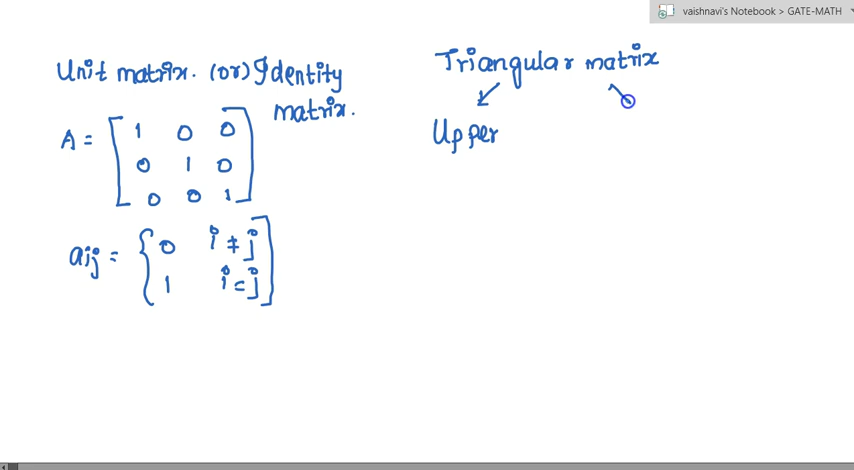 vaishnavi's Notebook > GATE-MATH
Unit matrix. (or) Identity
matrix.
A = [ 1 0 0
0 1 0
0 0 1 ]
aij = { 0 i ≠ j
1 i = j ]
Triangular matrix
Upper